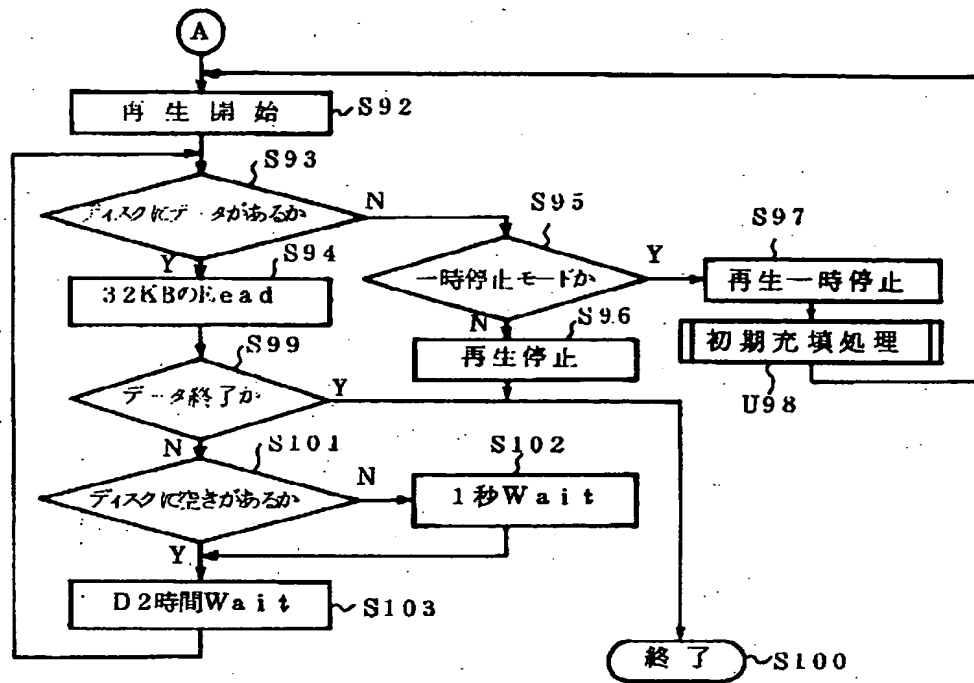 A
再生開始
S92
S93
ディスクにデータがあるか
N
S95
S97
Y
S94
一時停止モードか
Y
再生一時停止
32KBのRead
N
S96
初期充填処理
S99
再生停止
U98
データ終了か
Y
N
S101
S102
ディスクに空きがあるか
N
1秒Wait
Y
D2時間Wait
S103
終了
S100